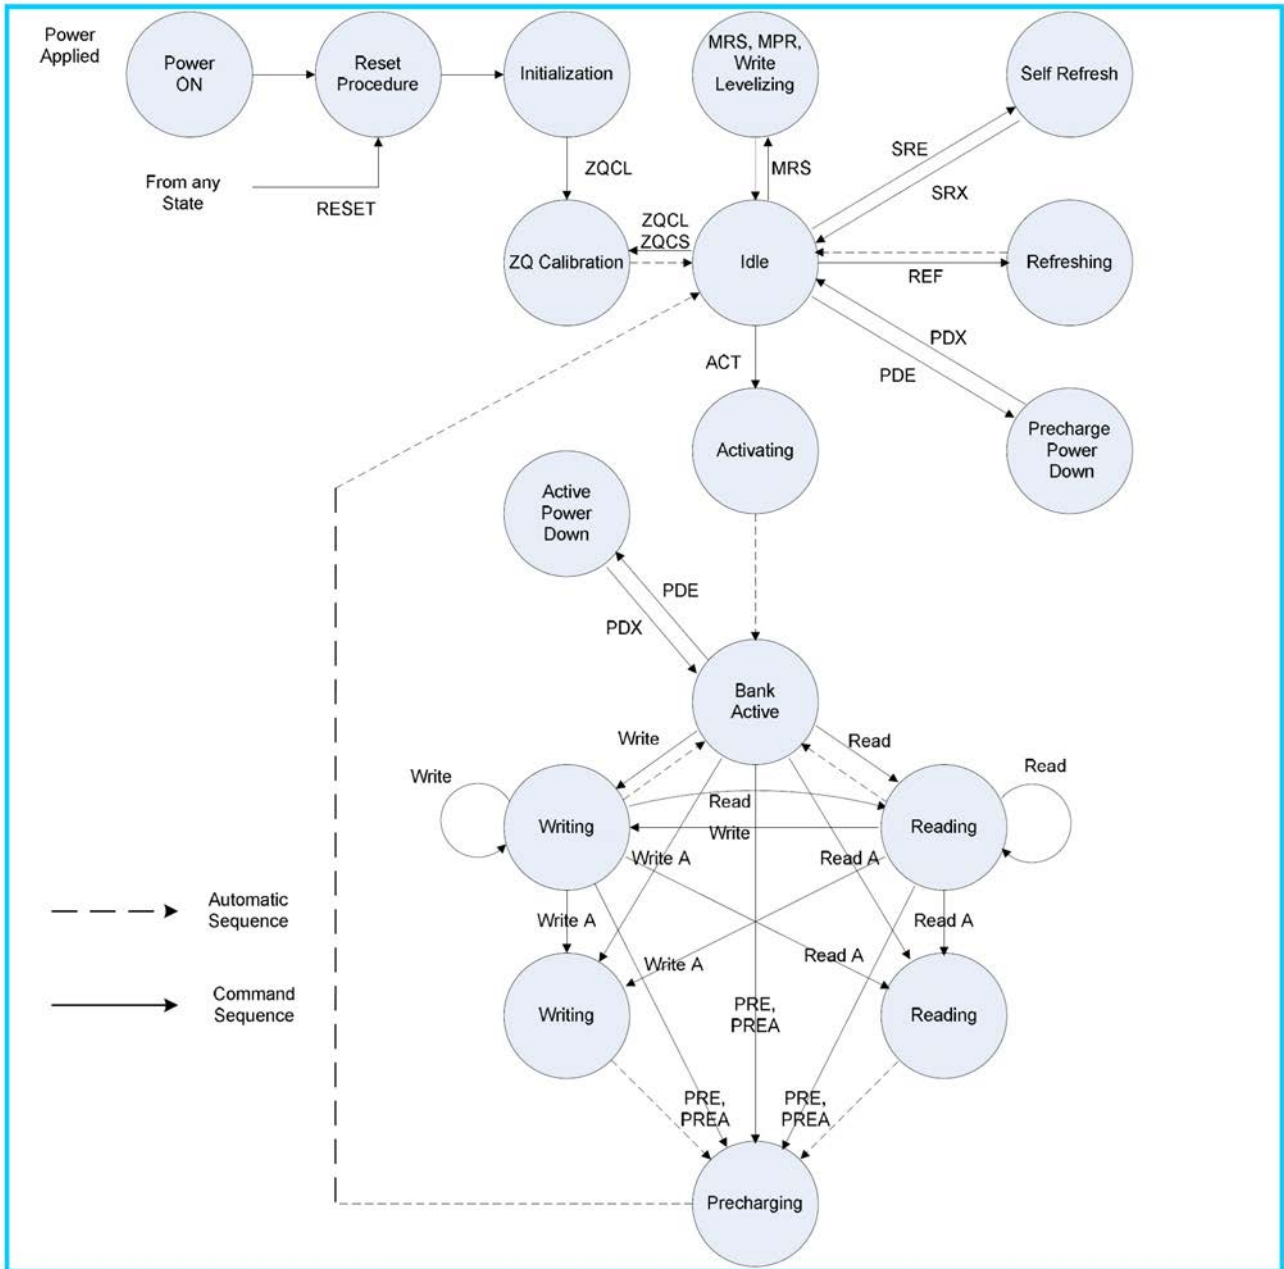 Power
Applied
Power
ON
Reset
Procedure
Initialization
MRS, MPR,
Write
Levelizing
Self Refresh
From any
State
RESET
ZQCL
MRS
SRE
SRX
ZQCL
ZQCS
ZQ Calibration
Idle
REF
Refreshing
ACT
PDX
PDE
Activating
Precharge
Power
Down
Active
Power
Down
PDE
PDX
Bank
Active
Write
Read
Write
Read
Writing
Read
Write
Reading
Write A
Read A
Automatic
Sequence
Write A
Read A
Write A
Read A
Command
Sequence
Writing
PRE,
PREA
Reading
PRE,
PREA
PRE,
PREA
Precharging